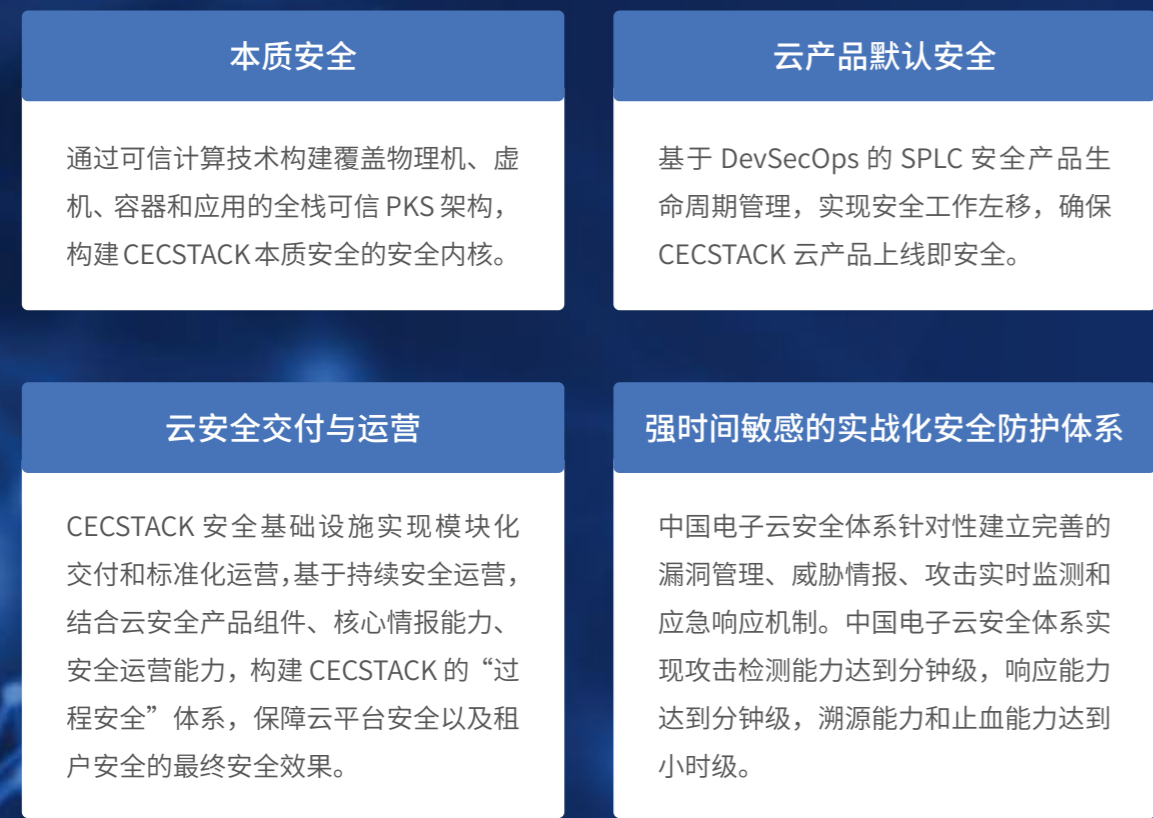 本质安全
通过可信计算技术构建覆盖物理机、虚
机、容器和应用的全栈可信 PKS 架构，
构建 CECSTACK 本质安全的安全内核。
云产品默认安全
基于 DevSecOps 的 SPLC 安全产品生
命周期管理，实现安全工作左移，确保
CECSTACK 云产品上线即安全。
云安全交付与运营
CECSTACK 安全基础设施实现模块化
交付和标准化运营，基于持续安全运营，
结合云安全产品组件、核心情报能力、
安全运营能力，构建 CECSTACK 的“过
程安全”体系，保障云平台安全以及租
户安全的最终安全效果。
强时间敏感的实战化安全防护体系
中国电子云安全体系针对性建立完善的
漏洞管理、威胁情报、攻击实时监测和
应急响应机制。中国电子云安全体系实
现攻击检测能力达到分钟级，响应能力
达到分钟级，溯源能力和止血能力达到
小时级。